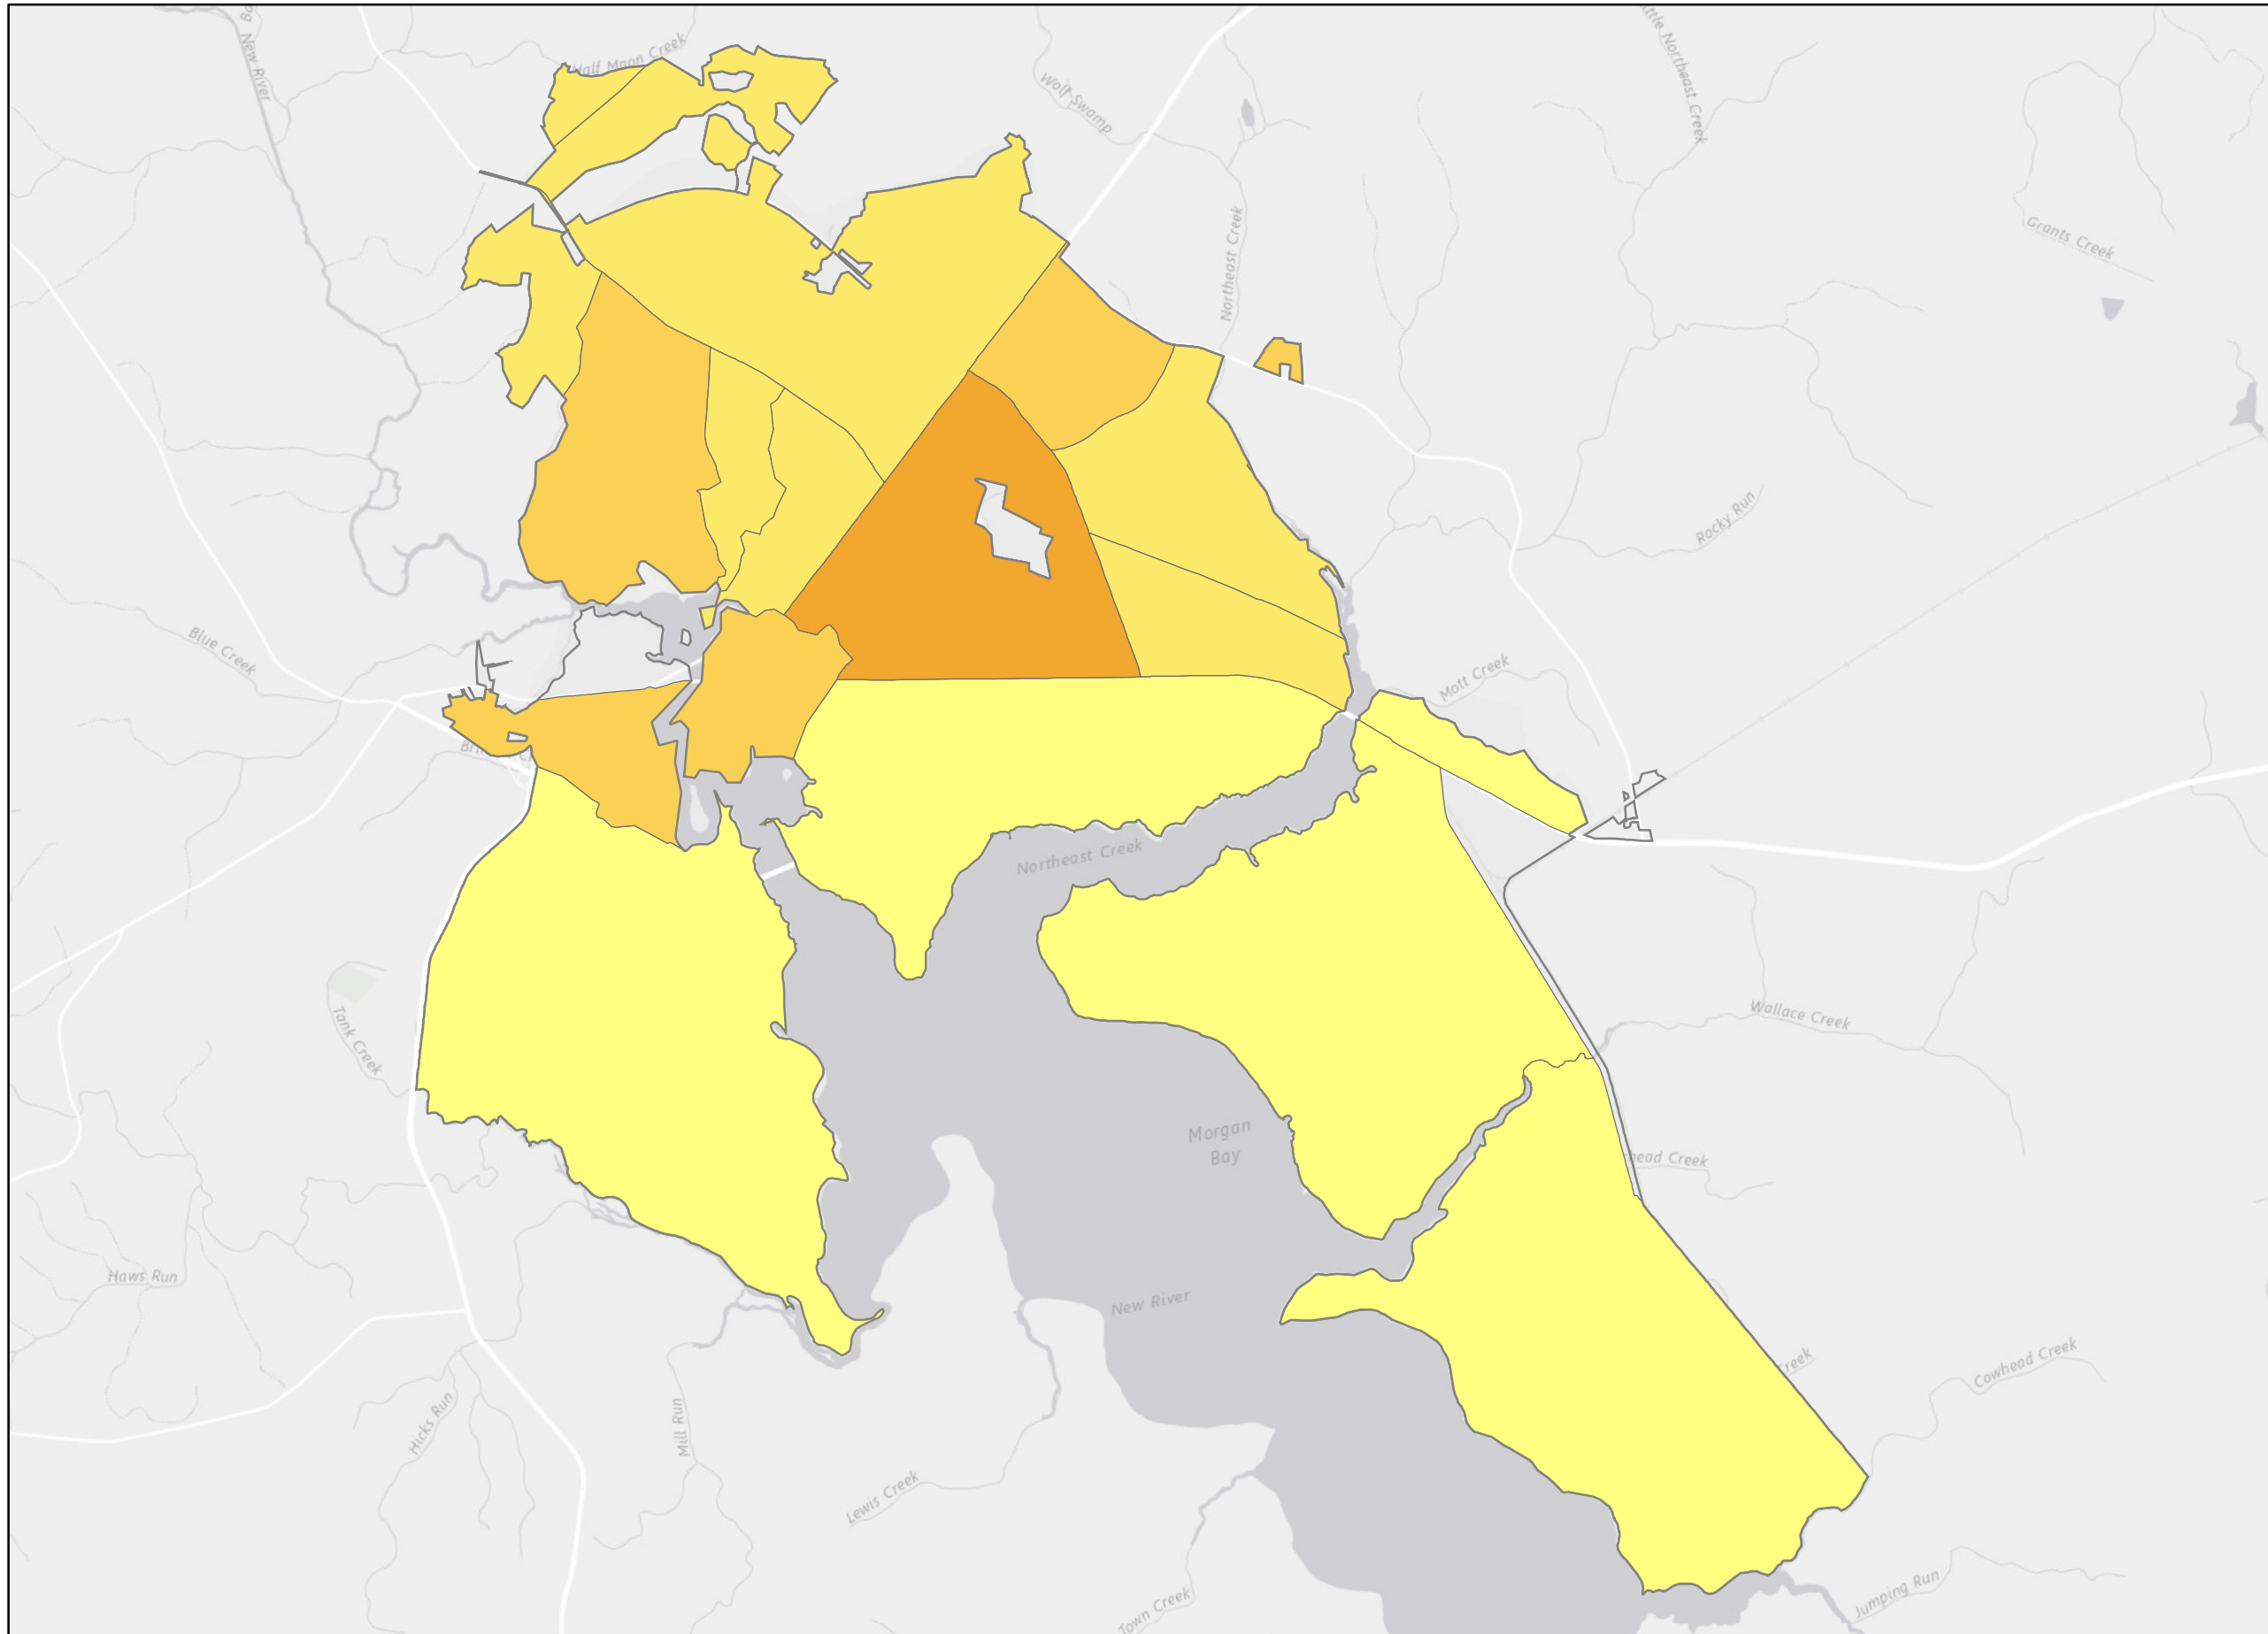 Half Moon Creek
New River
Wolf Swamp
Northeast Creek
Northeast Creek
Grants Creek
Rocky Run
Blue Creek
Mott Creek
Northeast Creek
Tank Creek
Wallace Creek
Morgan
Bay
Creek
Haws Run
New River
Creek
Cowhead Creek
Hicks Run
Mill Run
Lewis Creek
Town Creek
Jumping Run